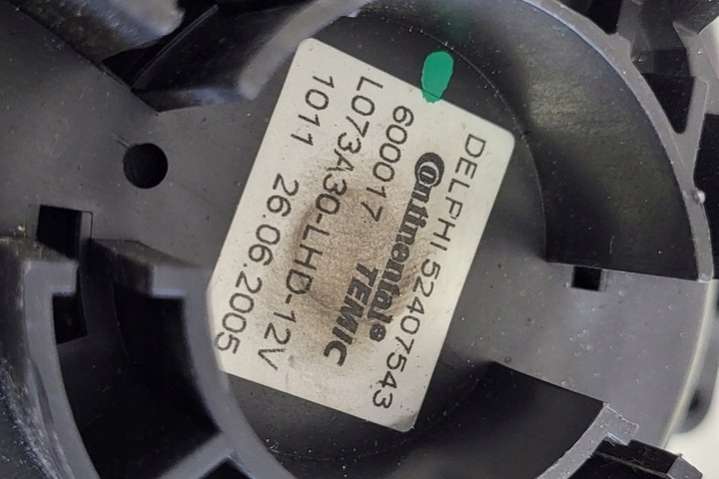 DELPHI 52407543
Continental
600017 TEMIC
L073A30-LHD-12V
1011 26.06.2005